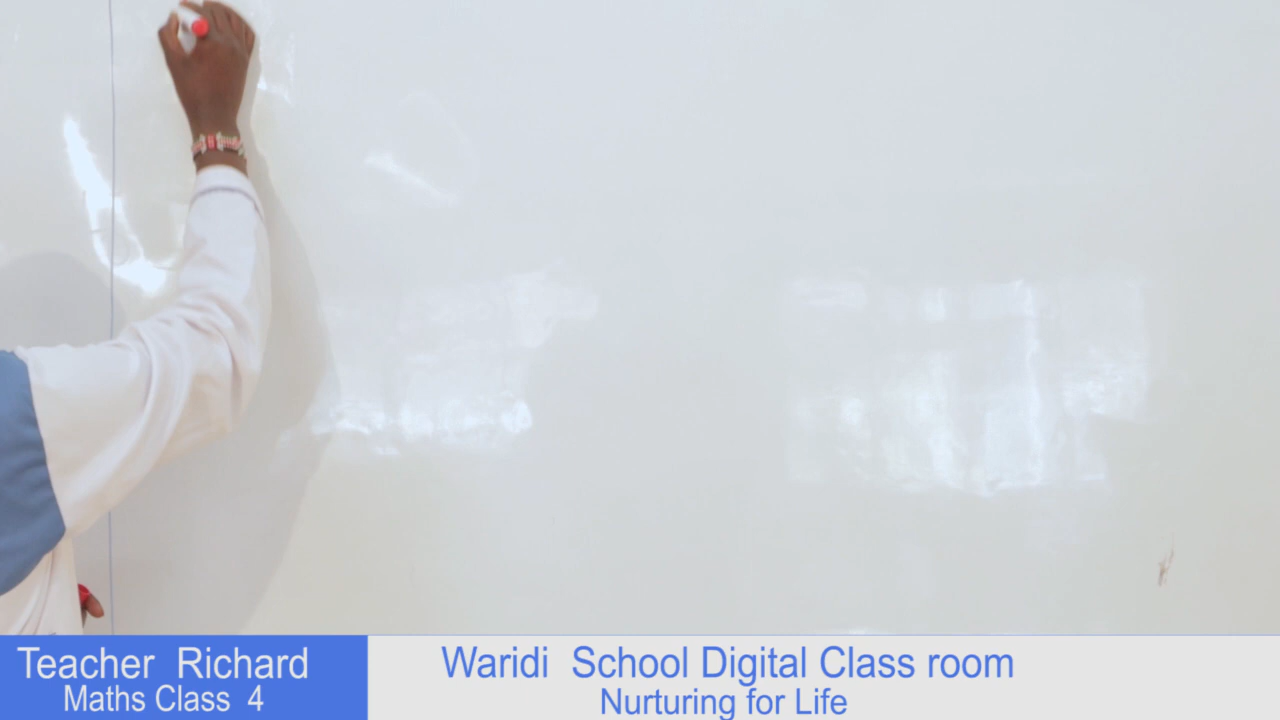 Teacher Richard
Maths Class 4
Waridi School Digital Class room
Nurturing for Life